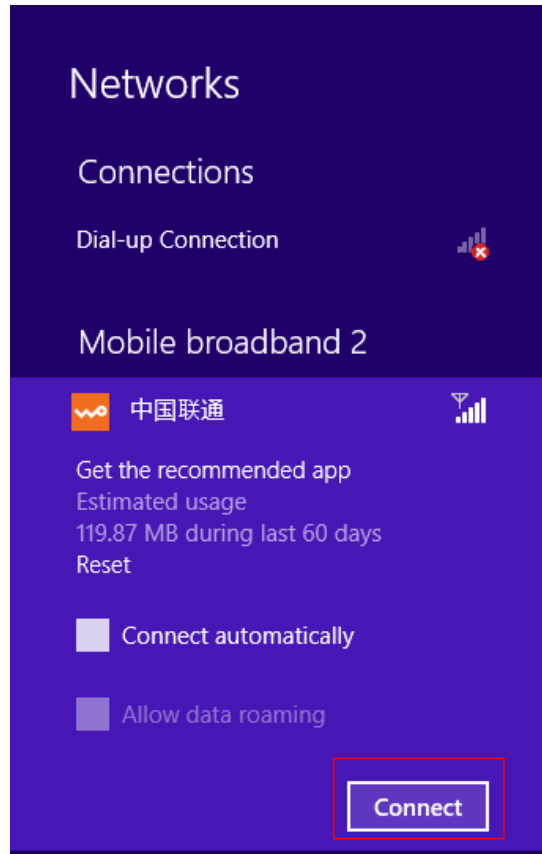 Networks
Connections
Dial-up Connection
Mobile broadband 2
中国联通
Get the recommended app
Estimated usage
119.87 MB during last 60 days
Reset
Connect automatically
Allow data roaming
Connect